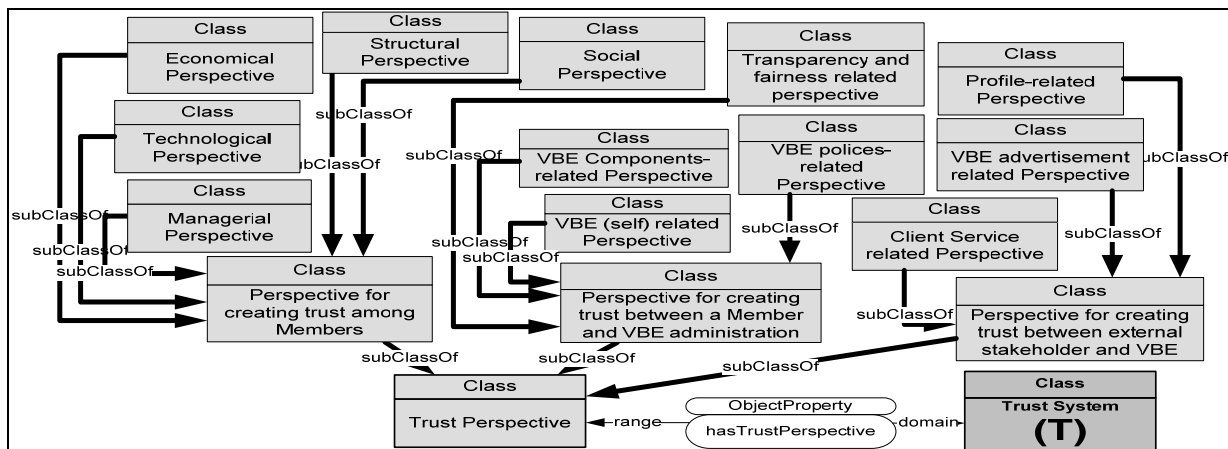 Class
Economical
Perspective
Class
Structural
Perspective
Class
Social
Perspective
Class
Transparency and
fairness related
perspective
Class
Profile-related
Perspective
subClassOf
subClassOf
Class
Technological
Perspective
subClassOf
Class
VBE Components-
related Perspective
Class
VBE polices-
related
Perspective
Class
VBE advertisement
related Perspective
subClassOf
subClassOf
Class
Managerial
Perspective
subClassOf
subClassOf
Class
VBE (self) related
Perspective
subClassOf
subClassOf
subClassOf
Class
Client Service
related Perspective
subClassOf
Class
Perspective for
creating trust among
Members
Class
Perspective for creating
trust between a Member
and VBE administration
subClassOf
Class
Perspective for creating
trust between external
stakeholder and VBE
subClassOf
subClassOf
subClassOf
Class
Trust Perspective
range
ObjectProperty
hasTrustPerspective
domain
Class
Trust System
(T)